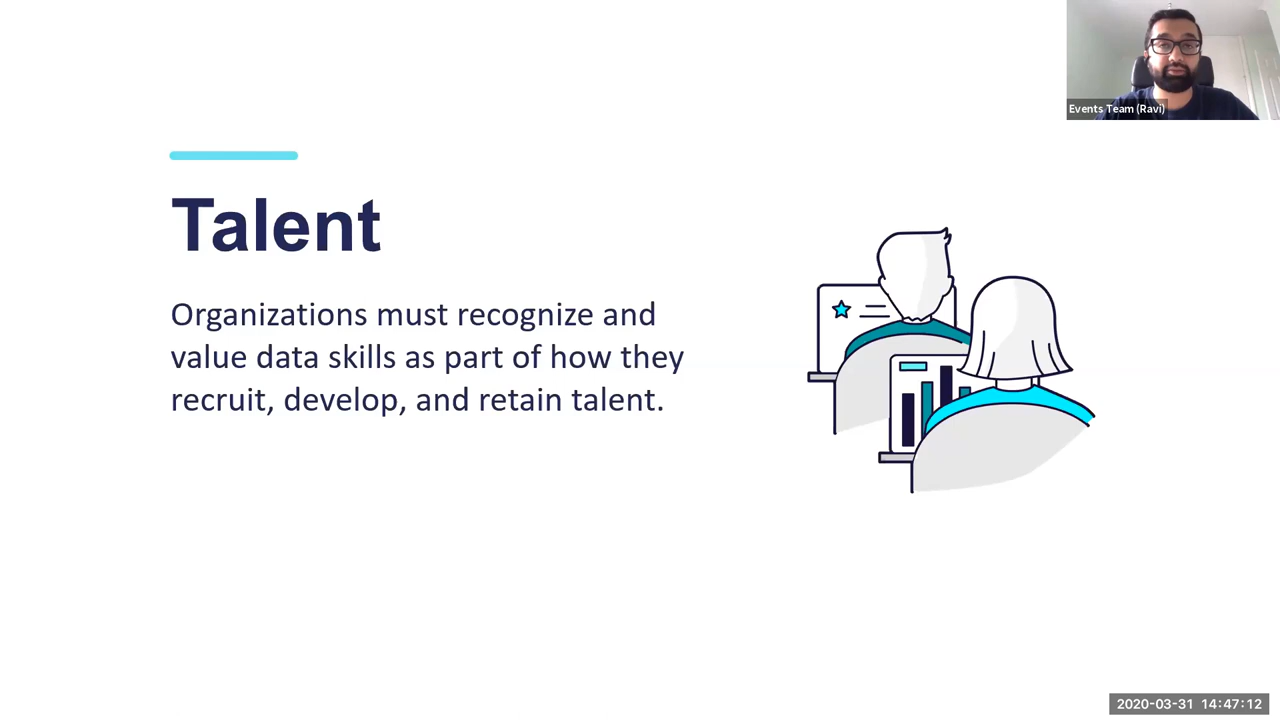 Events Team (Ravi)
Talent
Organizations must recognize and
value data skills as part of how they
recruit, develop, and retain talent.
2020-03-31 14:47:12